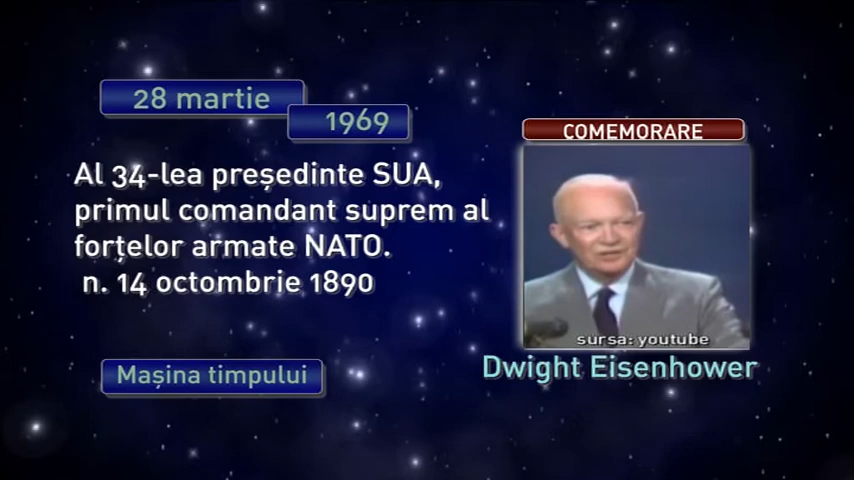 28 martie
1969
Al 34-lea președinte SUA,
primul comandant suprem al
forțelor armate NATO.
n. 14 octombrie 1890
Mașina timpului
COMEMORARE
sursa: youtube
Dwight Eisenhower